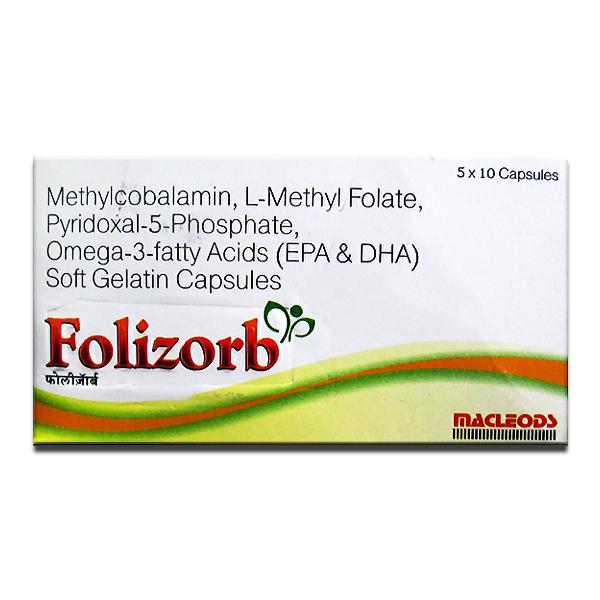 5 x 10 Capsules
Methylcobalamin, L-Methyl Folate,
Pyridoxal-5-Phosphate,
Omega-3-fatty Acids (EPA & DHA)
Soft Gelatin Capsules
Folizorb
फोलीज़ॉर्ब
MACLEODS